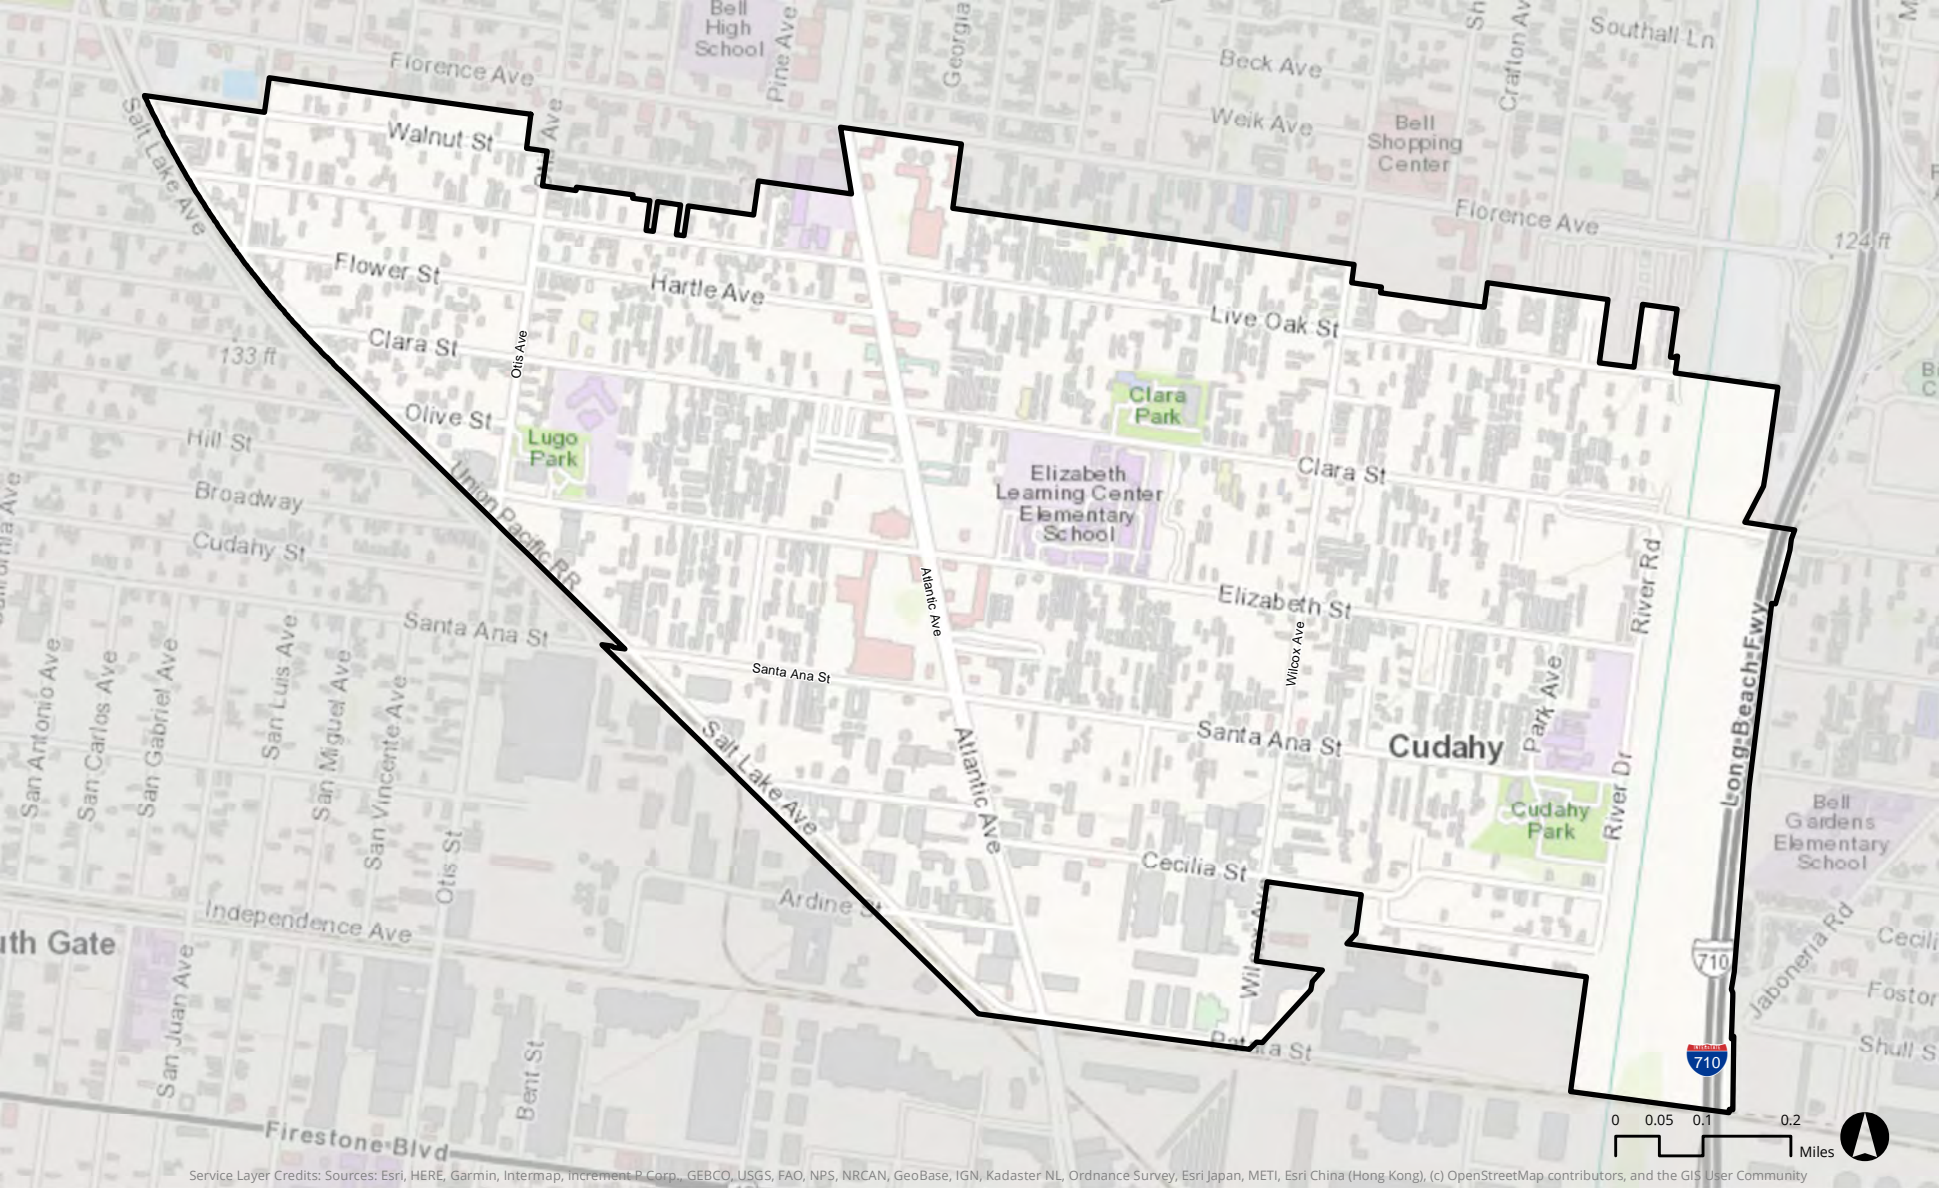 Bell
High
School
Pine Ave
Georgia
Southall Ln
Crafton Av
Beck Ave
Florence Ave
Weik Ave
Bell
Shopping
Center
Walnut St
Salt Lake Ave
Florence Ave
124 ft
Flower St
Hartle Ave
Live Oak St
Clara St
133 ft
Otis Ave
Clara
Park
Olive St
Hill St
Lugo
Park
Elizabeth
Learning Center
Elementary
School
Clara St
Broadway
Union Pacific RR
Cudahy St
River Rd
Atlantic Ave
Elizabeth St
Santa Ana St
Wilcox Ave
Long Beach Fwy
Santa Ana St
San Antonio Ave
San Carlos Ave
San Gabriel Ave
San Luis Ave
San Miguel Ave
San Vincente Ave
Park Ave
Santa Ana St
Cudahy
Salt Lake Ave
Atlantic Ave
River Dr
Cudahy
Park
Bell
Gardens
Elementary
School
Otis St
Cecilia St
Ardine St
Independence Ave
uth Gate
Jaboneria Rd
Cecili
710
San Juan Ave
Fostor
Shull S
Bent St
INTERSTATE
710
Firestone Blvd
0 0.05 0.1 0.2
Miles
Service Layer Credits: Sources: Esri, HERE, Garmin, Intermap, increment P Corp., GEBCO, USGS, FAO, NPS, NRCAN, GeoBase, IGN, Kadaster NL, Ordnance Survey, Esri Japan, METI, Esri China (Hong Kong), (c) OpenStreetMap contributors, and the GIS User Community